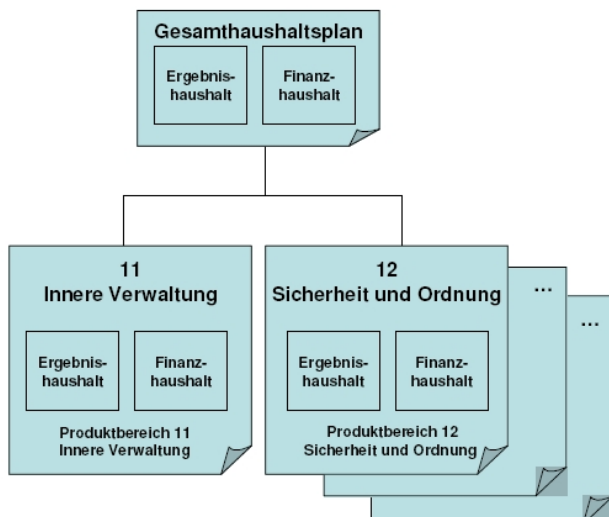 Gesamthaushaltsplan
Ergebnis-
haushalt
Finanz-
haushalt
11
Innere Verwaltung
Ergebnis-
haushalt
Finanz-
haushalt
Produktbereich 11
Innere Verwaltung
12
Sicherheit und Ordnung
Ergebnis-
haushalt
Finanz-
haushalt
Produktbereich 12
Sicherheit und Ordnung
...
...